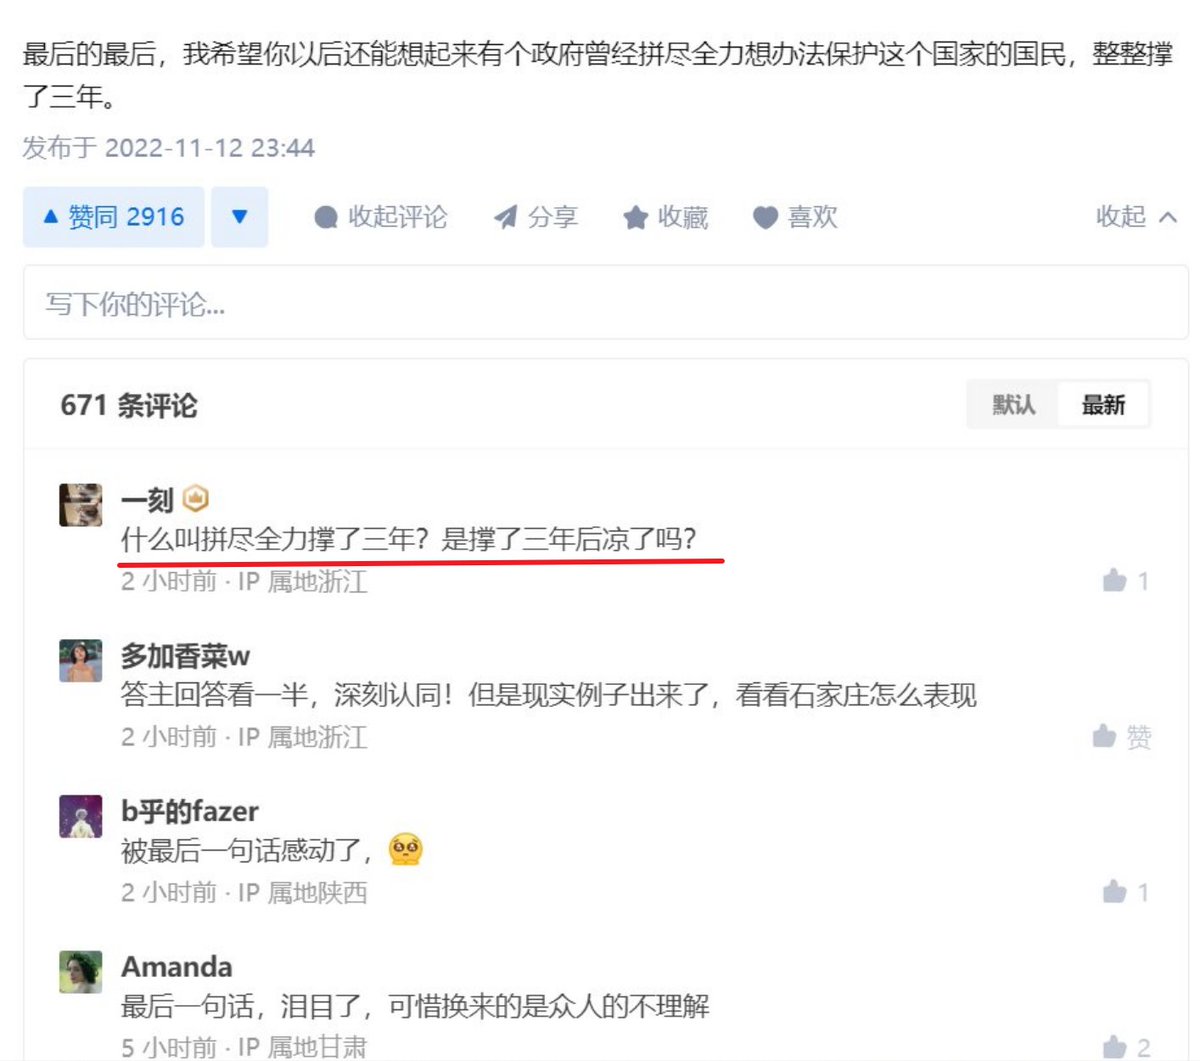 最后的最后，我希望你以后还能想起来有个政府曾经拼尽全力想办法保护这个国家的国民，整整撑
了三年。
发布于 2022-11-12 23:44
赞同 2916 收起评论 分享 收藏 喜欢 收起
写下你的评论...
671 条评论 默认 最新
一刻
什么叫拼尽全力撑了三年？是撑了三年后凉了吗？
2 小时前 · IP 属地浙江 1
多加香菜w
答主回答看一半，深刻认同！但是现实例子出来了，看看石家庄怎么表现
2 小时前 · IP 属地浙江 赞
b乎的fazer
被最后一句话感动了，🥺
2 小时前 · IP 属地陕西 1
Amanda
最后一句话，泪目了，可惜换来的是众人的不理解
5 小时前 · IP 属地甘肃 2